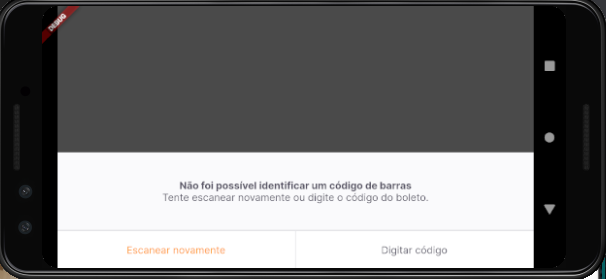 DEBUG
Não foi possível identificar um código de barras
Tente escanear novamente ou digite o código do boleto.
Escanear novamente
Digitar código